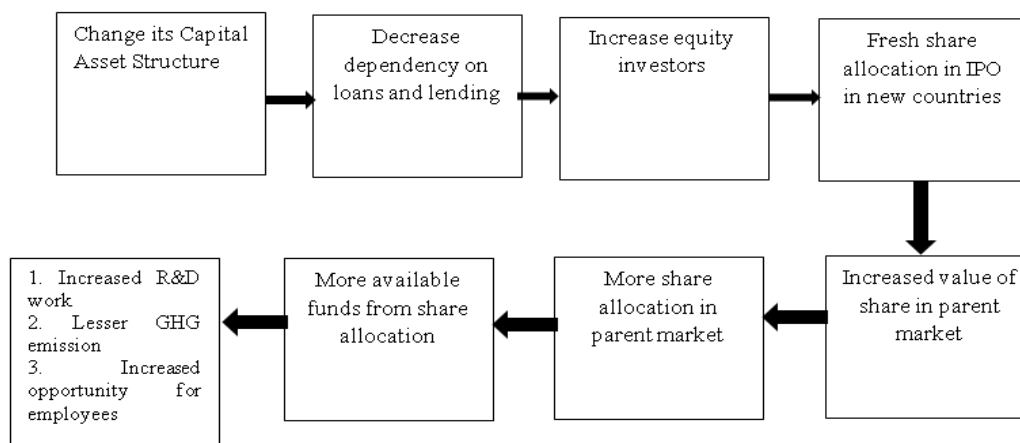 Change its Capital
Asset Structure
Decrease
dependency on
loans and lending
Increase equity
investors
Fresh share
allocation in IPO
in new countries
Increased value of
share in parent
market
More share
allocation in
parent market
More available
funds from share
allocation
1. Increased R&D
work
2. Lesser GHG
emission
3. Increased
opportunity for
employees